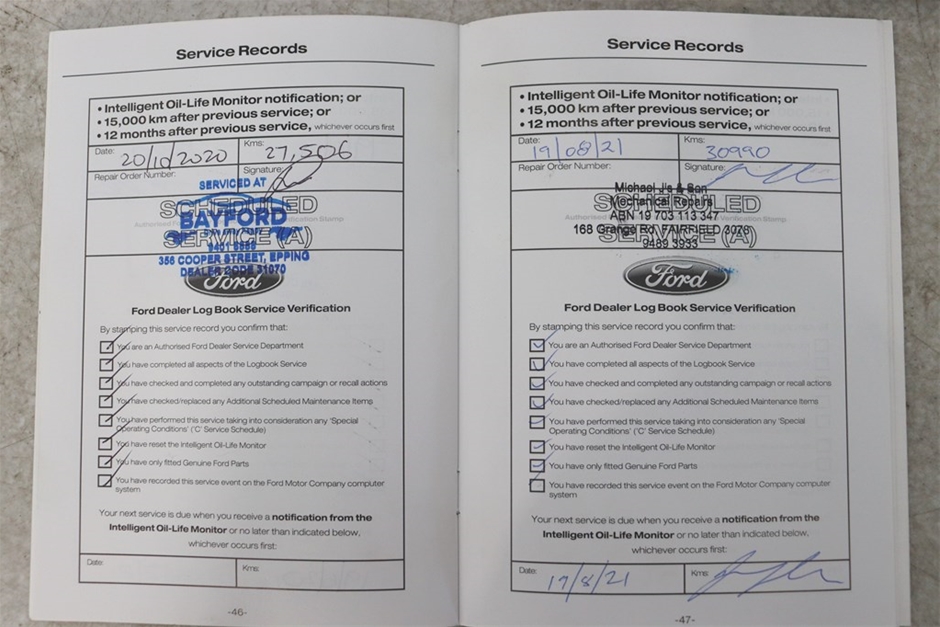 Service Records
• Intelligent Oil-Life Monitor notification; or
• 15,000 km after previous service; or
• 12 months after previous service, whichever occurs first
Date: 20/10/2020 Kms: 27,506
Repair Order Number: Signature:
SERVICED AT
SCHEDULED
BAYFORD
SERVICE (A)
356 COOPER STREET, EPPING
DEALER CODE 31070
Ford
Ford Dealer Log Book Service Verification
By stamping this service record you confirm that:
You are an Authorised Ford Dealer Service Department
You have completed all aspects of the Logbook Service
You have checked and completed any outstanding campaign or recall actions
You have checked/replaced any Additional Scheduled Maintenance Items
You have performed this service taking into consideration any 'Special
Operating Conditions' ('C' Service Schedule)
You have reset the Intelligent Oil-Life Monitor
You have only fitted Genuine Ford Parts
You have recorded this service event on the Ford Motor Company computer
system
Your next service is due when you receive a notification from the
Intelligent Oil-Life Monitor or no later than indicated below,
whichever occurs first:
Date: Kms:
-46-
Service Records
• Intelligent Oil-Life Monitor notification; or
• 15,000 km after previous service; or
• 12 months after previous service, whichever occurs first
Date: 19/08/21 Kms: 30990
Repair Order Number: Signature:
Michael J's & Son
SCHEDULED
Mechanical Repairs
ABN 19 703 113 347
168 Grange Rd, FAIRFIELD 3078
SERVICE (A)
9489 3933
Ford
Ford Dealer Log Book Service Verification
By stamping this service record you confirm that:
You are an Authorised Ford Dealer Service Department
You have completed all aspects of the Logbook Service
You have checked and completed any outstanding campaign or recall actions
You have checked/replaced any Additional Scheduled Maintenance Items
You have performed this service taking into consideration any 'Special
Operating Conditions' ('C' Service Schedule)
You have reset the Intelligent Oil-Life Monitor
You have only fitted Genuine Ford Parts
You have recorded this service event on the Ford Motor Company computer
system
Your next service is due when you receive a notification from the
Intelligent Oil-Life Monitor or no later than indicated below,
whichever occurs first:
Date: 19/8/21 Kms:
-47-